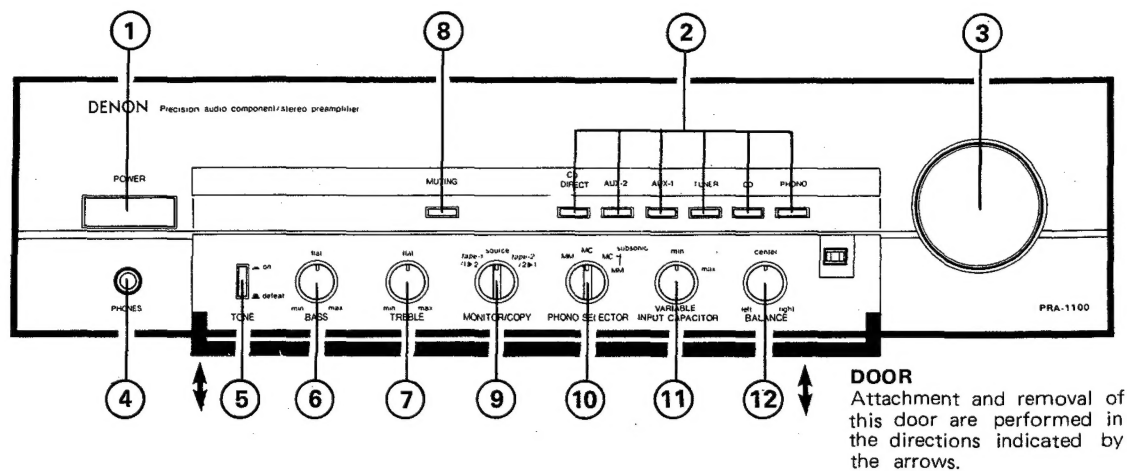 1
8
2
3
DENON Precision audio component/stereo preamplifier
POWER
MUTING
CD DIRECT
AUX-2
AUX-1
TUNER
CD
PHONO
PHONES
on
defeat
TONE
flat
min max
BASS
flat
min max
TREBLE
source
tape-1
1▶2
tape-2
2▶1
MONITOR/COPY
MM
MC
subsonic
MC
MM
PHONO SELECTOR
min
max
VARIABLE
INPUT CAPACITOR
center
left right
BALANCE
PRA-1100
4
5
6
7
9
10
11
12
DOOR
Attachment and removal of
this door are performed in
the directions indicated by
the arrows.